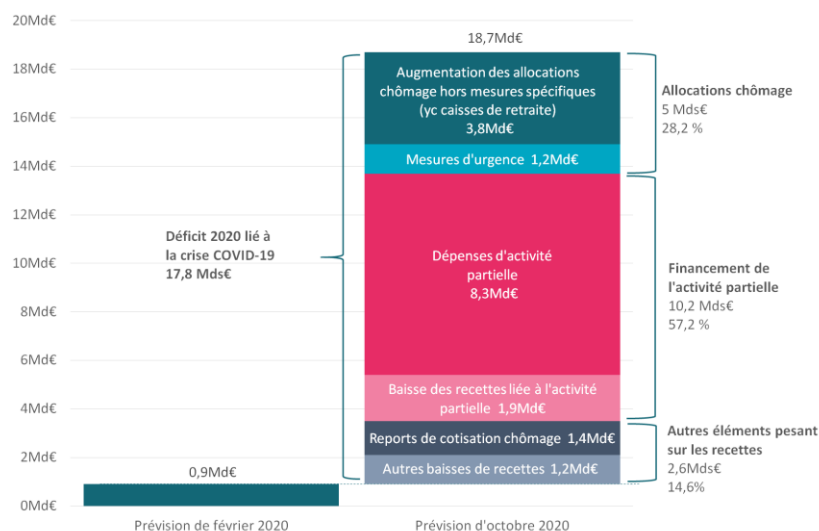 20Md€
18Md€
16Md€
14Md€
12Md€
10Md€
8Md€
6Md€
4Md€
2Md€
0Md€
Déficit 2020 lié à
la crise COVID-19
17,8 Mds€
0,9Md€
Prévision de février 2020
18,7Md€
Augmentation des allocations
chômage hors mesures spécifiques
(yc caisses de retraite)
3,8Md€
Mesures d'urgence 1,2Md€
Dépenses d'activité
partielle
8,3Md€
Baisse des recettes liée à l'activité
partielle 1,9Md€
Reports de cotisation chômage 1,4Md€
Autres baisses de recettes 1,2Md€
Prévision d'octobre 2020
Allocations chômage
5 Mds€
28,2 %
Financement de
l'activité partielle
10,2 Mds€
57,2 %
Autres éléments pesant
sur les recettes
2,6Mds€
14,6%